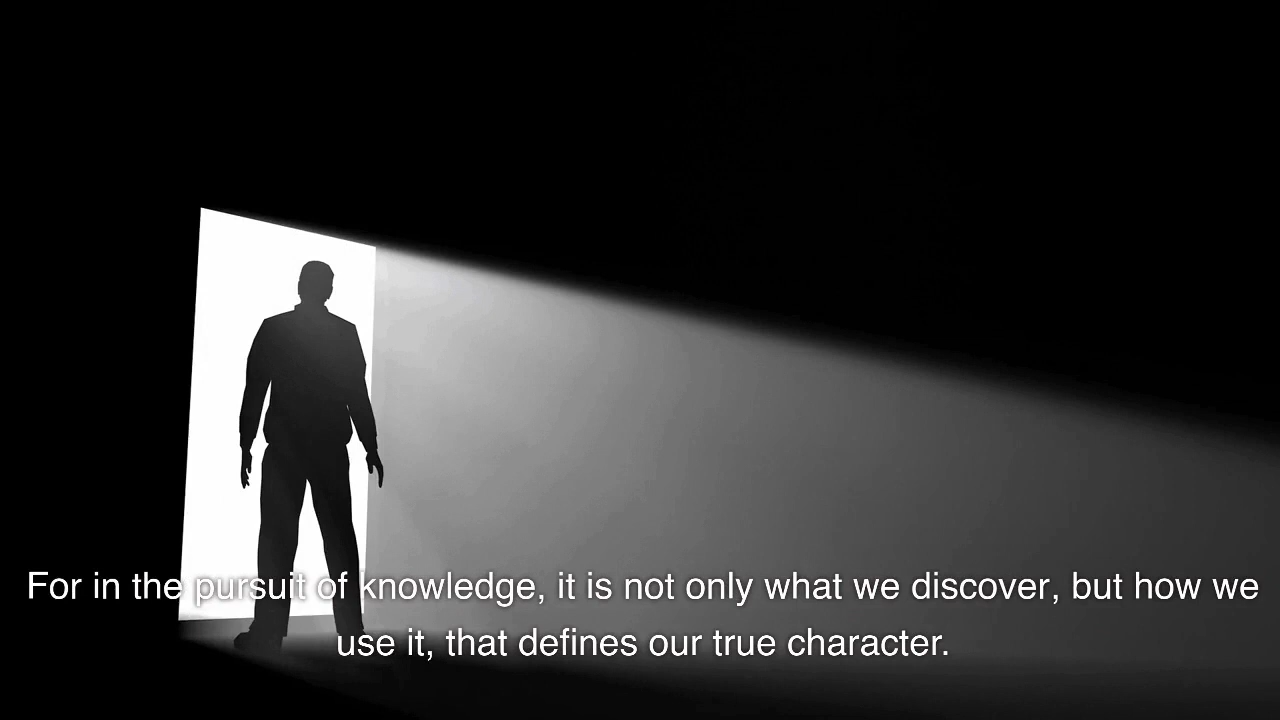 For in the pursuit of knowledge, it is not only what we discover, but how we
use it, that defines our true character.